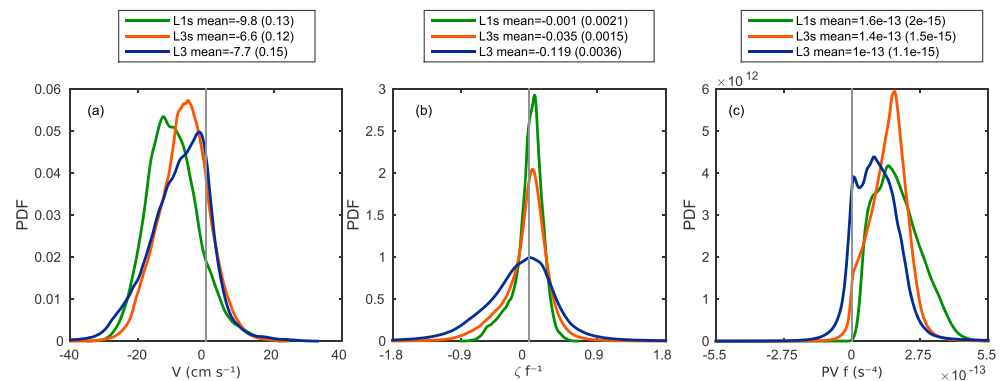 L1s mean=-9.8 (0.13)
L3s mean=-6.6 (0.12)
L3 mean=-7.7 (0.15)
L1s mean=-0.001 (0.0021)
L3s mean=-0.035 (0.0015)
L3 mean=-0.119 (0.0036)
L1s mean=1.6e-13 (2e-15)
L3s mean=1.4e-13 (1.5e-15)
L3 mean=1e-13 (1.1e-15)
(a)
PDF
0.06
0.05
0.04
0.03
0.02
0.01
0
-40 -20 0 20 40
V (cm s⁻¹)
(b)
PDF
3
2.5
2
1.5
1
0.5
0
-1.8 -0.9 0 0.9 1.8
ζ f⁻¹
× 10¹²
(c)
PDF
6
5
4
3
2
1
0
-5.5 -2.75 0 2.75 5.5
PV f (s⁻⁴)
× 10⁻¹³